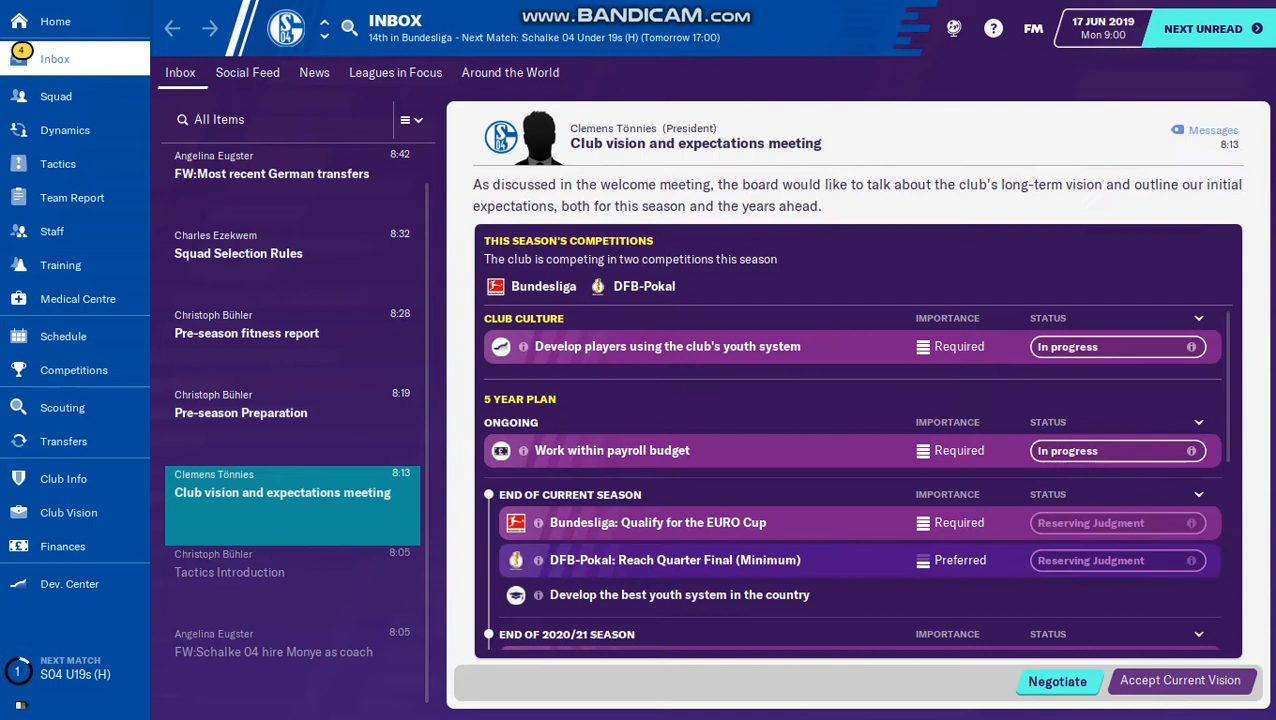 Home
4
Inbox
Squad
Dynamics
Tactics
Team Report
Staff
Training
Medical Centre
Schedule
Competitions
Scouting
Transfers
Club Info
Club Vision
Finances
Dev. Center
1
NEXT MATCH
S04 U19s (H)
INBOX
14th in Bundesliga - Next Match: Schalke 04 Under 19s (H) (Tomorrow 17:00)
www.BANDICAM.com
?
FM
17 JUN 2019
Mon 9:00
NEXT UNREAD
Inbox
Social Feed
News
Leagues in Focus
Around the World
All Items
Angelina Eugster 8:42
FW:Most recent German transfers
Charles Ezekwem 8:32
Squad Selection Rules
Christoph Bühler 8:28
Pre-season fitness report
Christoph Bühler 8:19
Pre-season Preparation
Clemens Tönnies 8:13
Club vision and expectations meeting
Christoph Bühler 8:05
Tactics Introduction
Angelina Eugster 8:05
FW:Schalke 04 hire Monye as coach
Clemens Tönnies (President)
Club vision and expectations meeting
Messages
8:13
As discussed in the welcome meeting, the board would like to talk about the club's long-term vision and outline our initial
expectations, both for this season and the years ahead.
THIS SEASON'S COMPETITIONS
The club is competing in two competitions this season
Bundesliga DFB-Pokal
CLUB CULTURE IMPORTANCE STATUS
Develop players using the club's youth system Required In progress
5 YEAR PLAN
ONGOING IMPORTANCE STATUS
Work within payroll budget Required In progress
END OF CURRENT SEASON IMPORTANCE STATUS
Bundesliga: Qualify for the EURO Cup Required Reserving Judgment
DFB-Pokal: Reach Quarter Final (Minimum) Preferred Reserving Judgment
Develop the best youth system in the country
END OF 2020/21 SEASON IMPORTANCE STATUS
Negotiate
Accept Current Vision